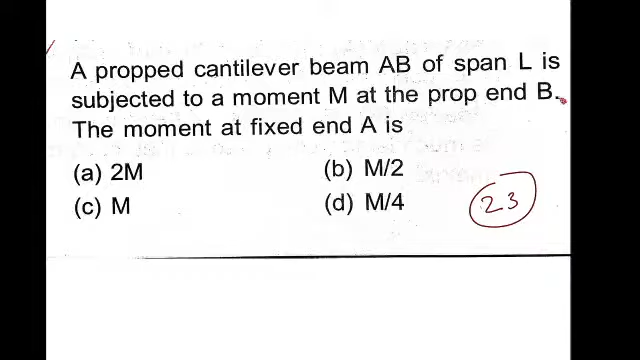 A propped cantilever beam AB of span L is
subjected to a moment M at the prop end B.
The moment at fixed end A is
(a) 2M (b) M/2
(c) M (d) M/4
23